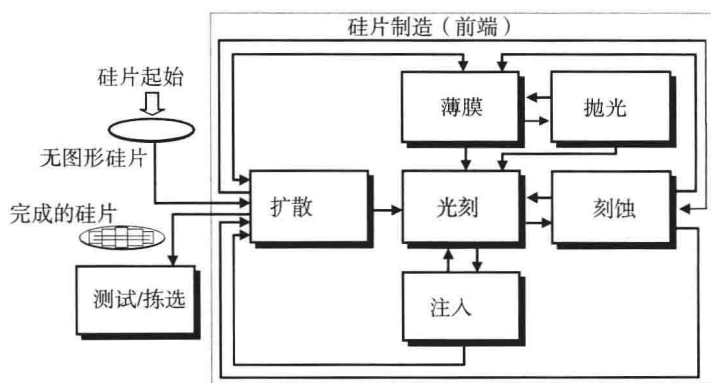 硅片制造（前端）
硅片起始
薄膜
抛光
无图形硅片
扩散
光刻
刻蚀
完成的硅片
测试/拣选
注入